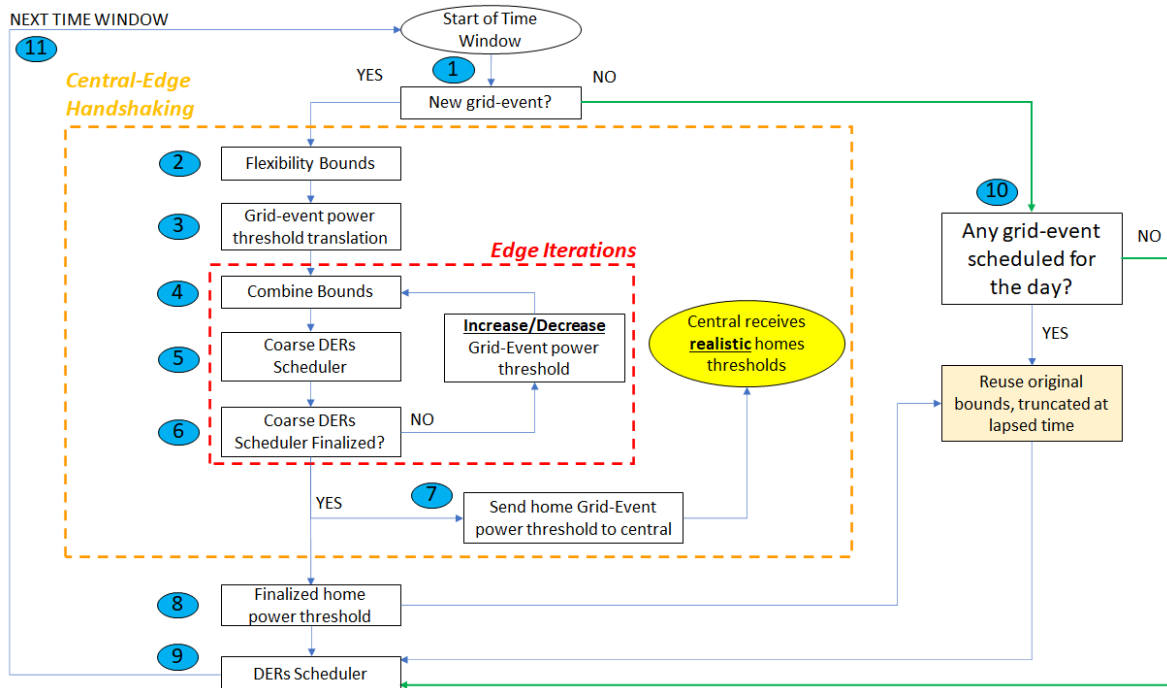 NEXT TIME WINDOW
11
Start of Time
Window
1
YES
NO
Central-Edge
Handshaking
New grid-event?
2
Flexibility Bounds
3
Grid-event power
threshold translation
10
Any grid-event
scheduled for
the day?
NO
YES
Edge Iterations
4
Combine Bounds
Increase/Decrease
Grid-Event power
threshold
Central receives
realistic homes
thresholds
5
Coarse DERs
Scheduler
6
Coarse DERs
Scheduler Finalized?
NO
Reuse original
bounds, truncated at
lapsed time
YES
7
Send home Grid-Event
power threshold to central
8
Finalized home
power threshold
9
DERs Scheduler